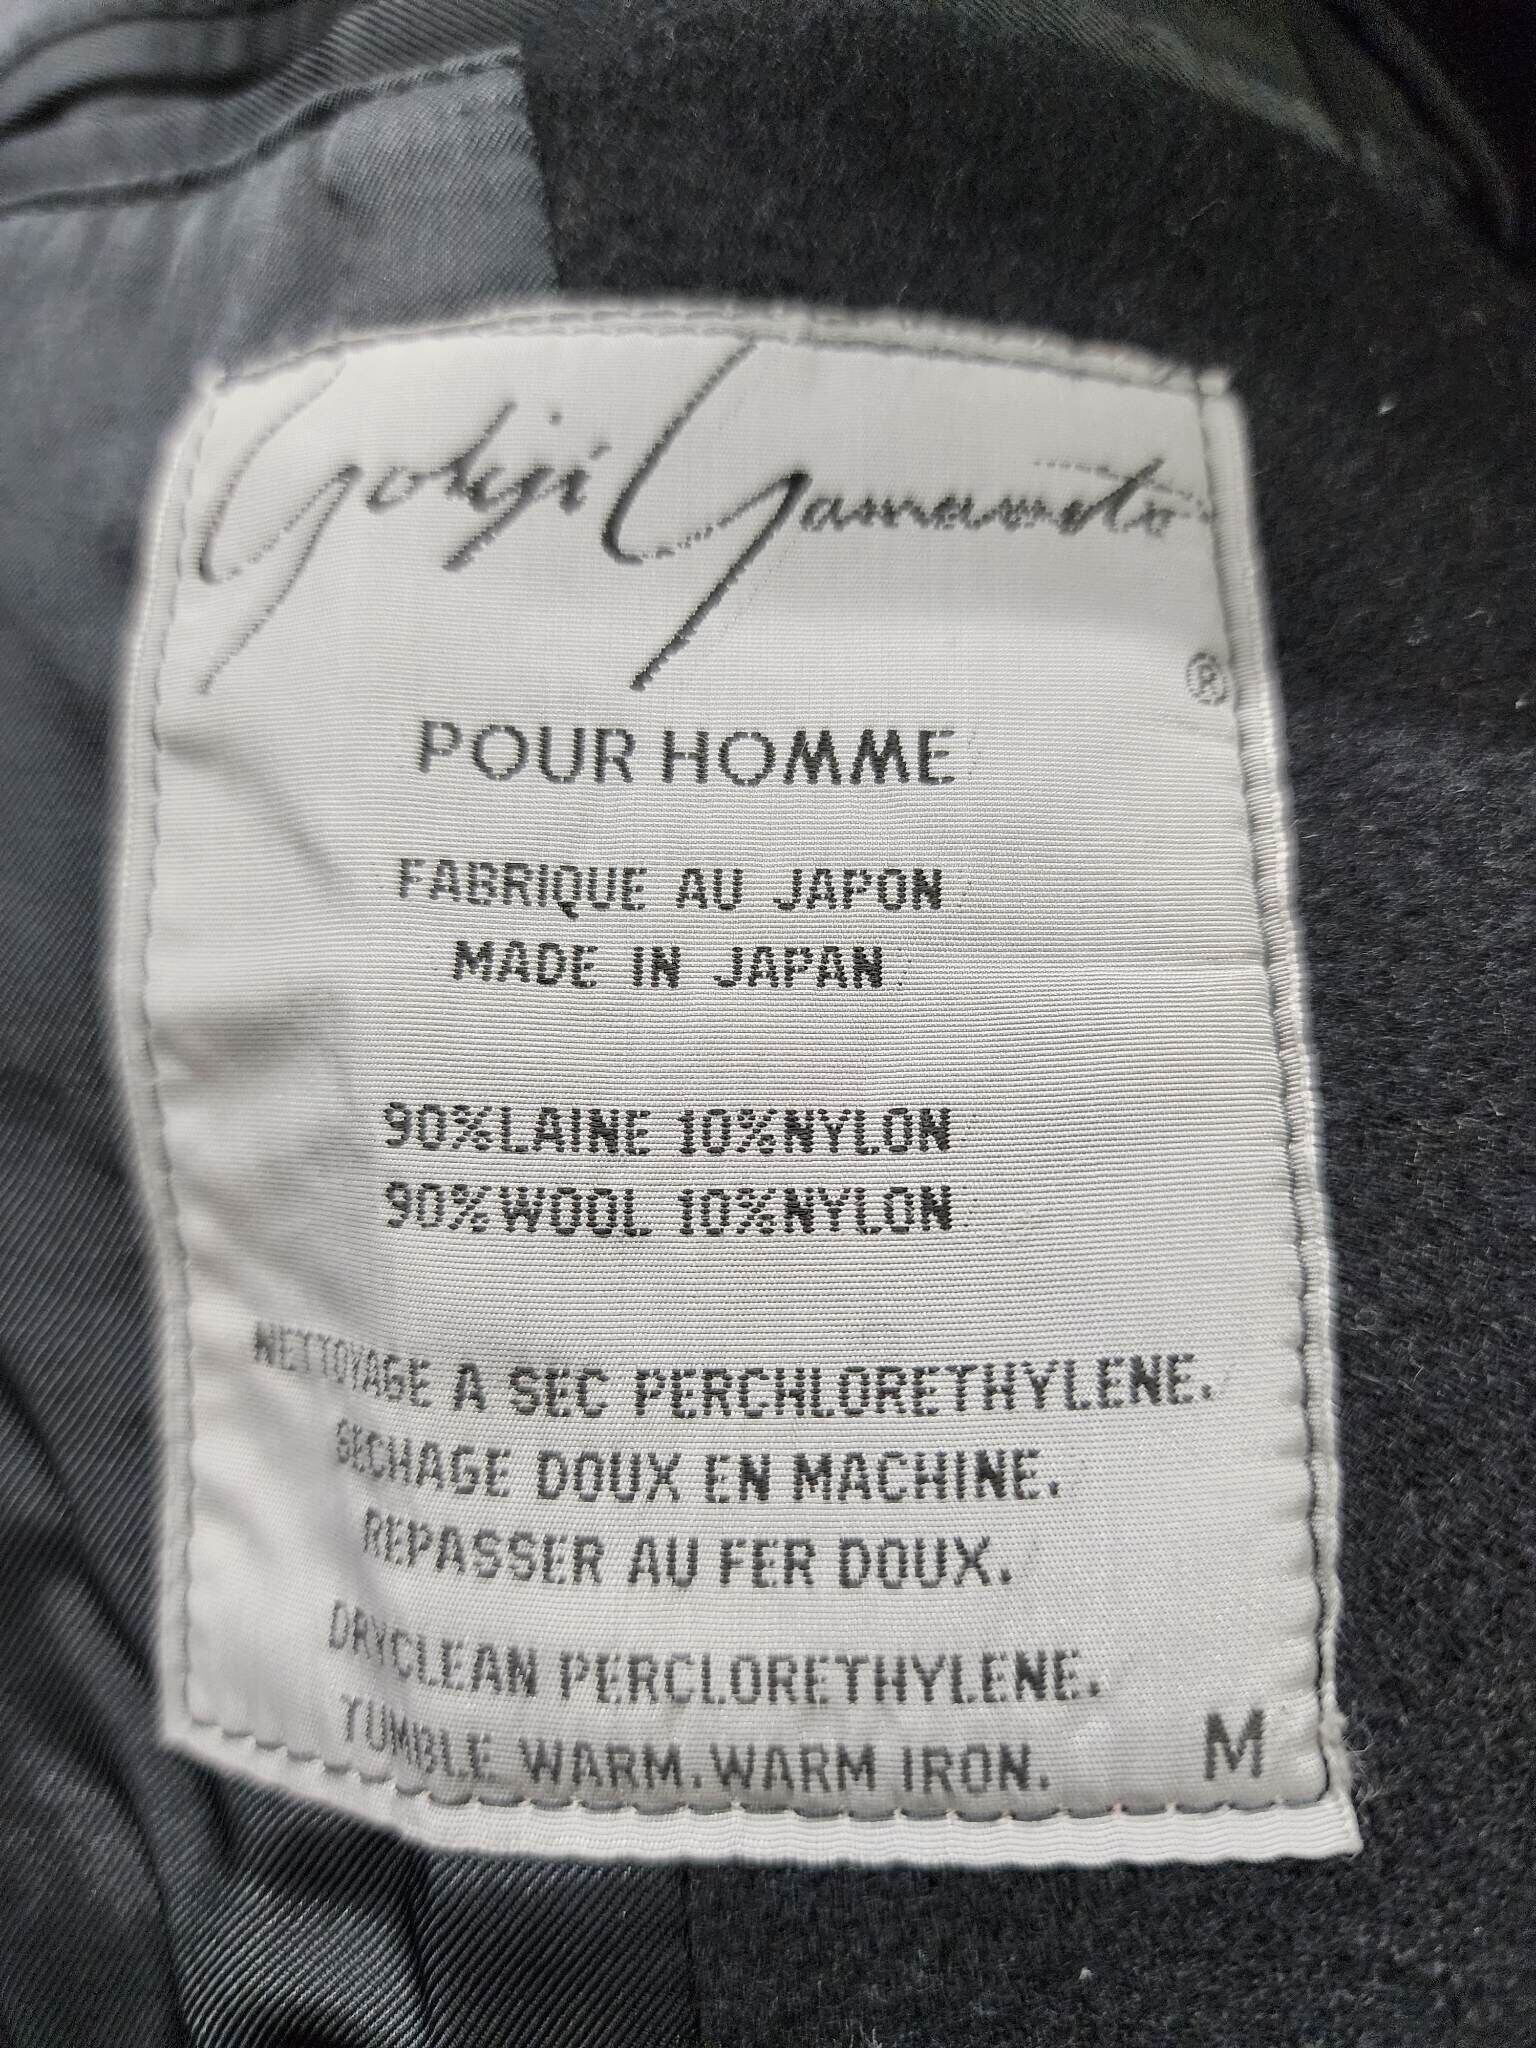 Yohji Yamamoto
®
POUR HOMME
FABRIQUE AU JAPON
MADE IN JAPAN
90%LAINE 10%NYLON
90%WOOL 10%NYLON
NETTOYAGE A SEC PERCHLORETHYLENE.
SECHAGE DOUX EN MACHINE.
REPASSER AU FER DOUX.
DRYCLEAN PERCLORETHYLENE.
TUMBLE WARM.WARM IRON. M